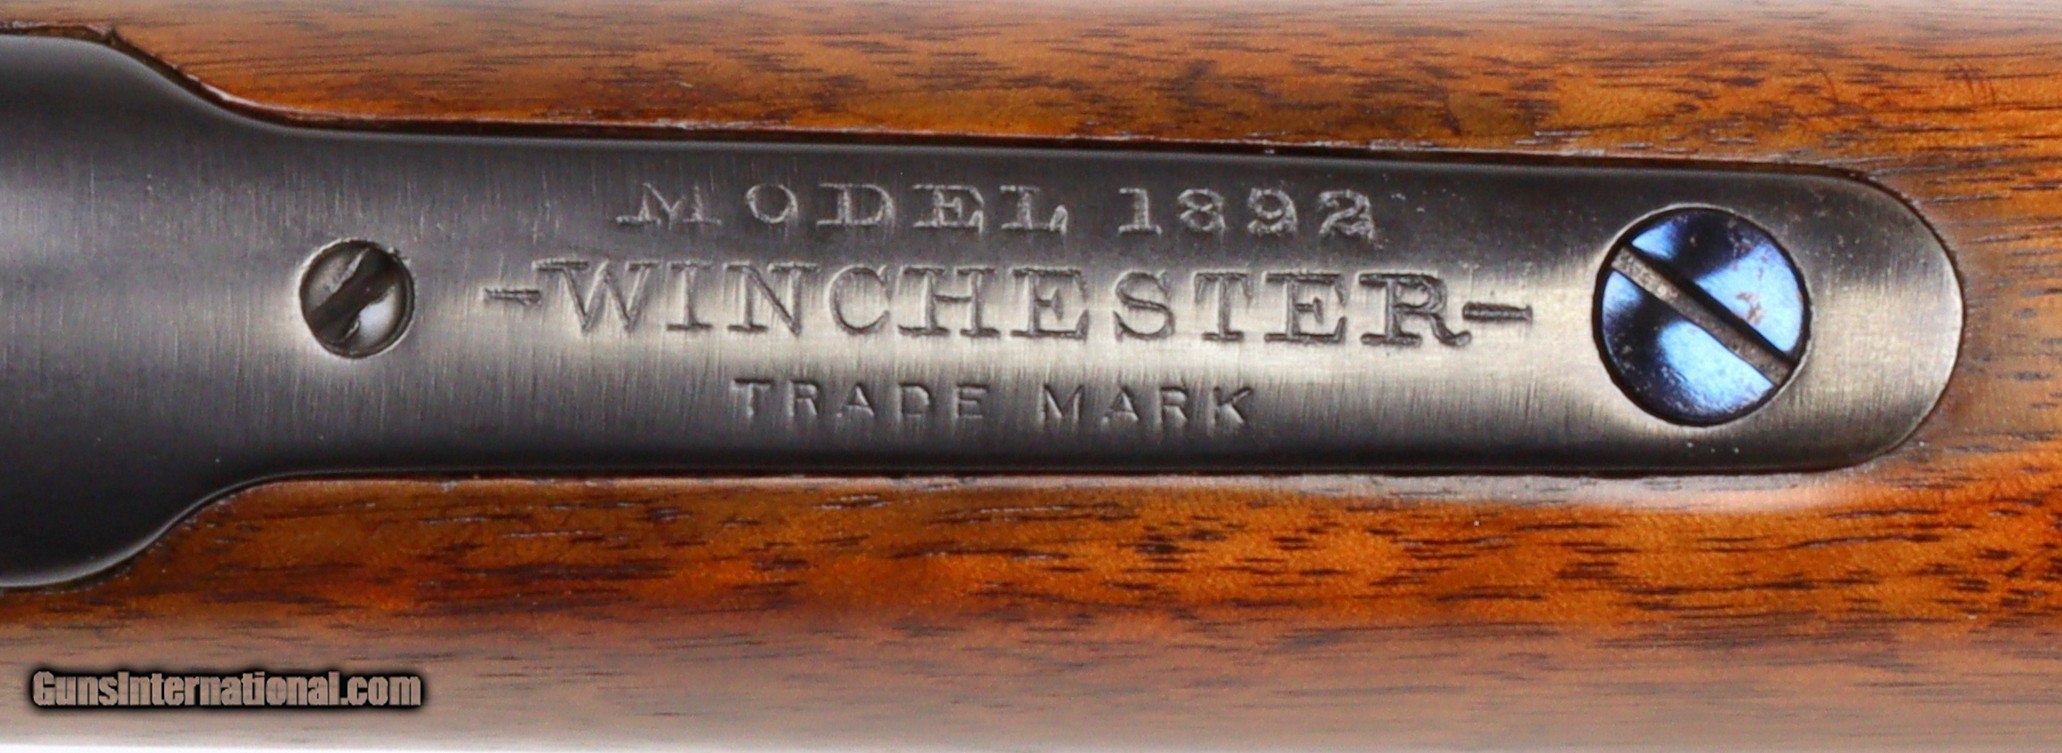 MODEL 1892
-WINCHESTER-
TRADE MARK
GunsInternational.com